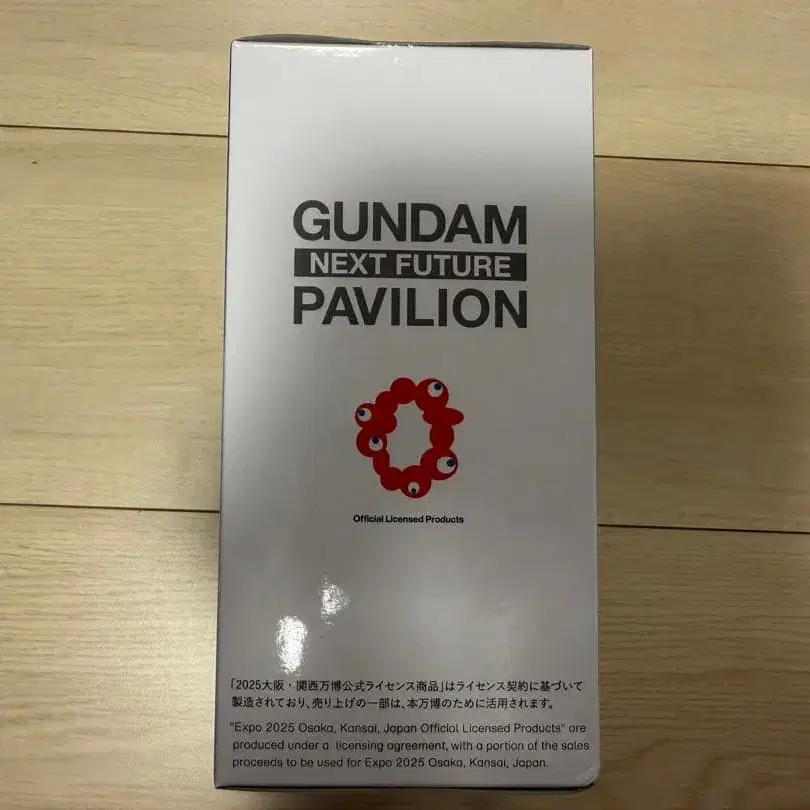 GUNDAM
NEXT FUTURE
PAVILION
Official Licensed Products
「2025大阪・関西万博公式ライセンス商品」はライセンス契約に基づいて
製造されており、売り上げの一部は、本万博のために活用されます。
"Expo 2025 Osaka, Kansai, Japan Official Licensed Products" are
produced under a licensing agreement, with a portion of the sales
proceeds to be used for Expo 2025 Osaka, Kansai, Japan.